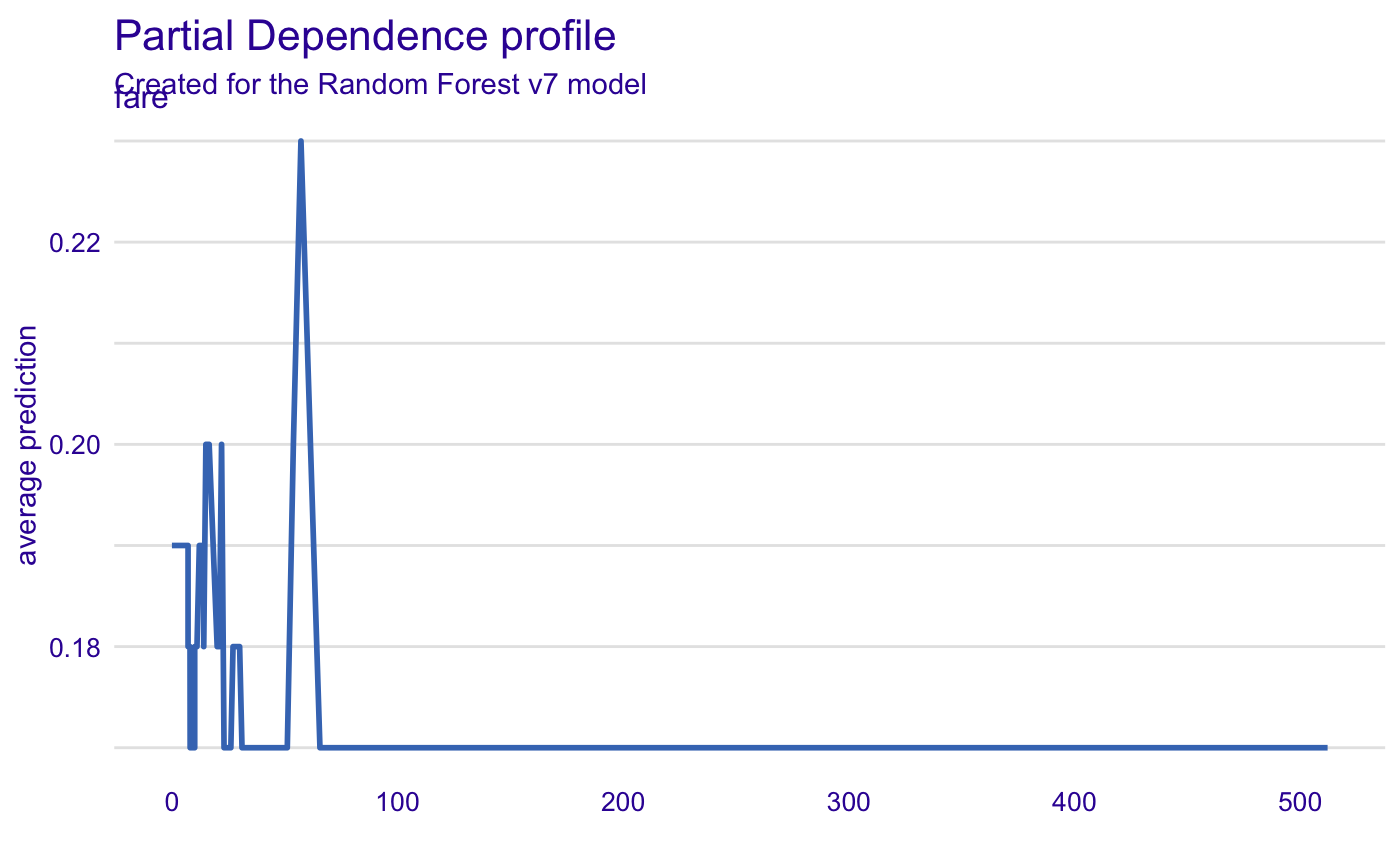 Partial Dependence profile
Created for the Random Forest v7 model
fare
average prediction
0.22
0.20
0.18
0
100
200
300
400
500